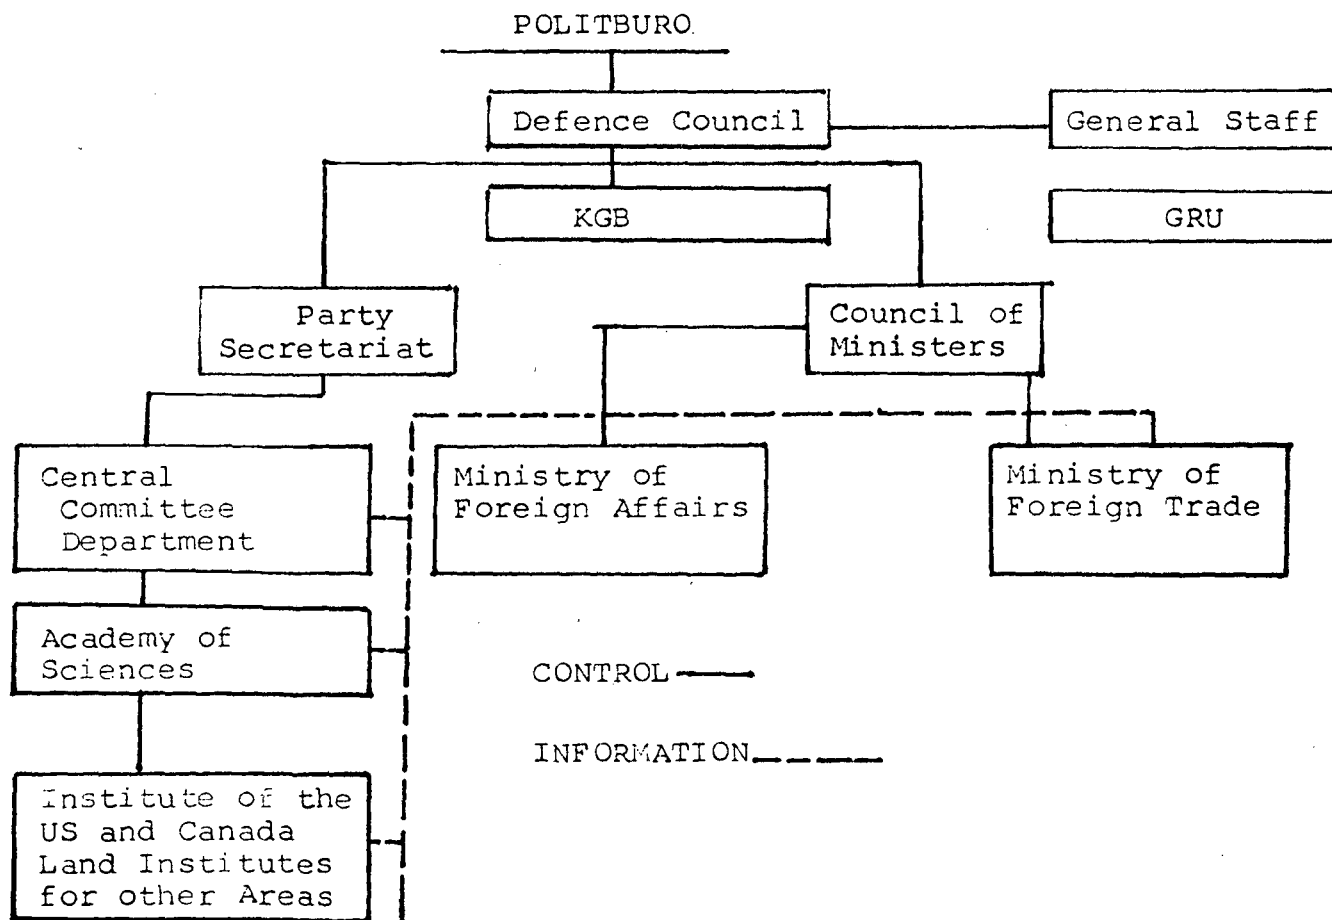 POLITBURO
Defence Council
General Staff
KGB
GRU
Party
Secretariat
Council of
Ministers
Central
Committee
Department
Ministry of
Foreign Affairs
Ministry of
Foreign Trade
Academy of
Sciences
CONTROL
INFORMATION
Institute of the
US and Canada
Land Institutes
for other Areas